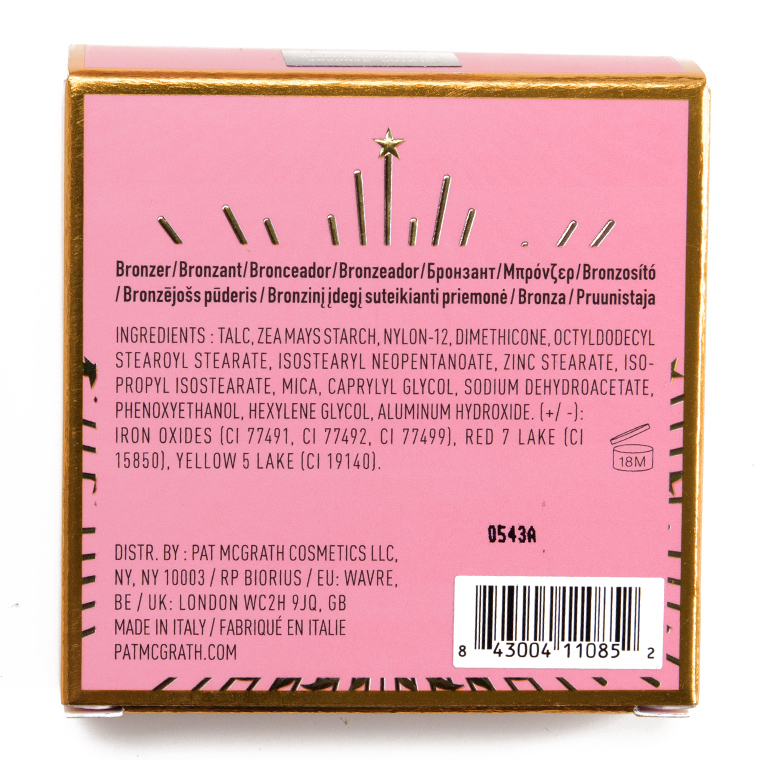 Bronzer/Bronzant/Bronceador/Bronzeador/Бронзант/Μπρόνζερ/Bronzosító
/Bronzējošs pūderis/Bronzinį įdegį suteikianti priemonė/Bronza/Pruunistaja
INGREDIENTS : TALC, ZEA MAYS STARCH, NYLON-12, DIMETHICONE, OCTYLDODECYL
STEAROYL STEARATE, ISOSTEARYL NEOPENTANOATE, ZINC STEARATE, ISO-
PROPYL ISOSTEARATE, MICA, CAPRYLYL GLYCOL, SODIUM DEHYDROACETATE,
PHENOXYETHANOL, HEXYLENE GLYCOL, ALUMINUM HYDROXIDE. (+/ -):
IRON OXIDES (CI 77491, CI 77492, CI 77499), RED 7 LAKE (CI
15850), YELLOW 5 LAKE (CI 19140).
18M
0543A
DISTR. BY : PAT MCGRATH COSMETICS LLC,
NY, NY 10003 / RP BIORIUS / EU: WAVRE,
BE / UK: LONDON WC2H 9JQ, GB
MADE IN ITALY / FABRIQUÉ EN ITALIE
PATMCGRATH.COM
8 43004 11085 2